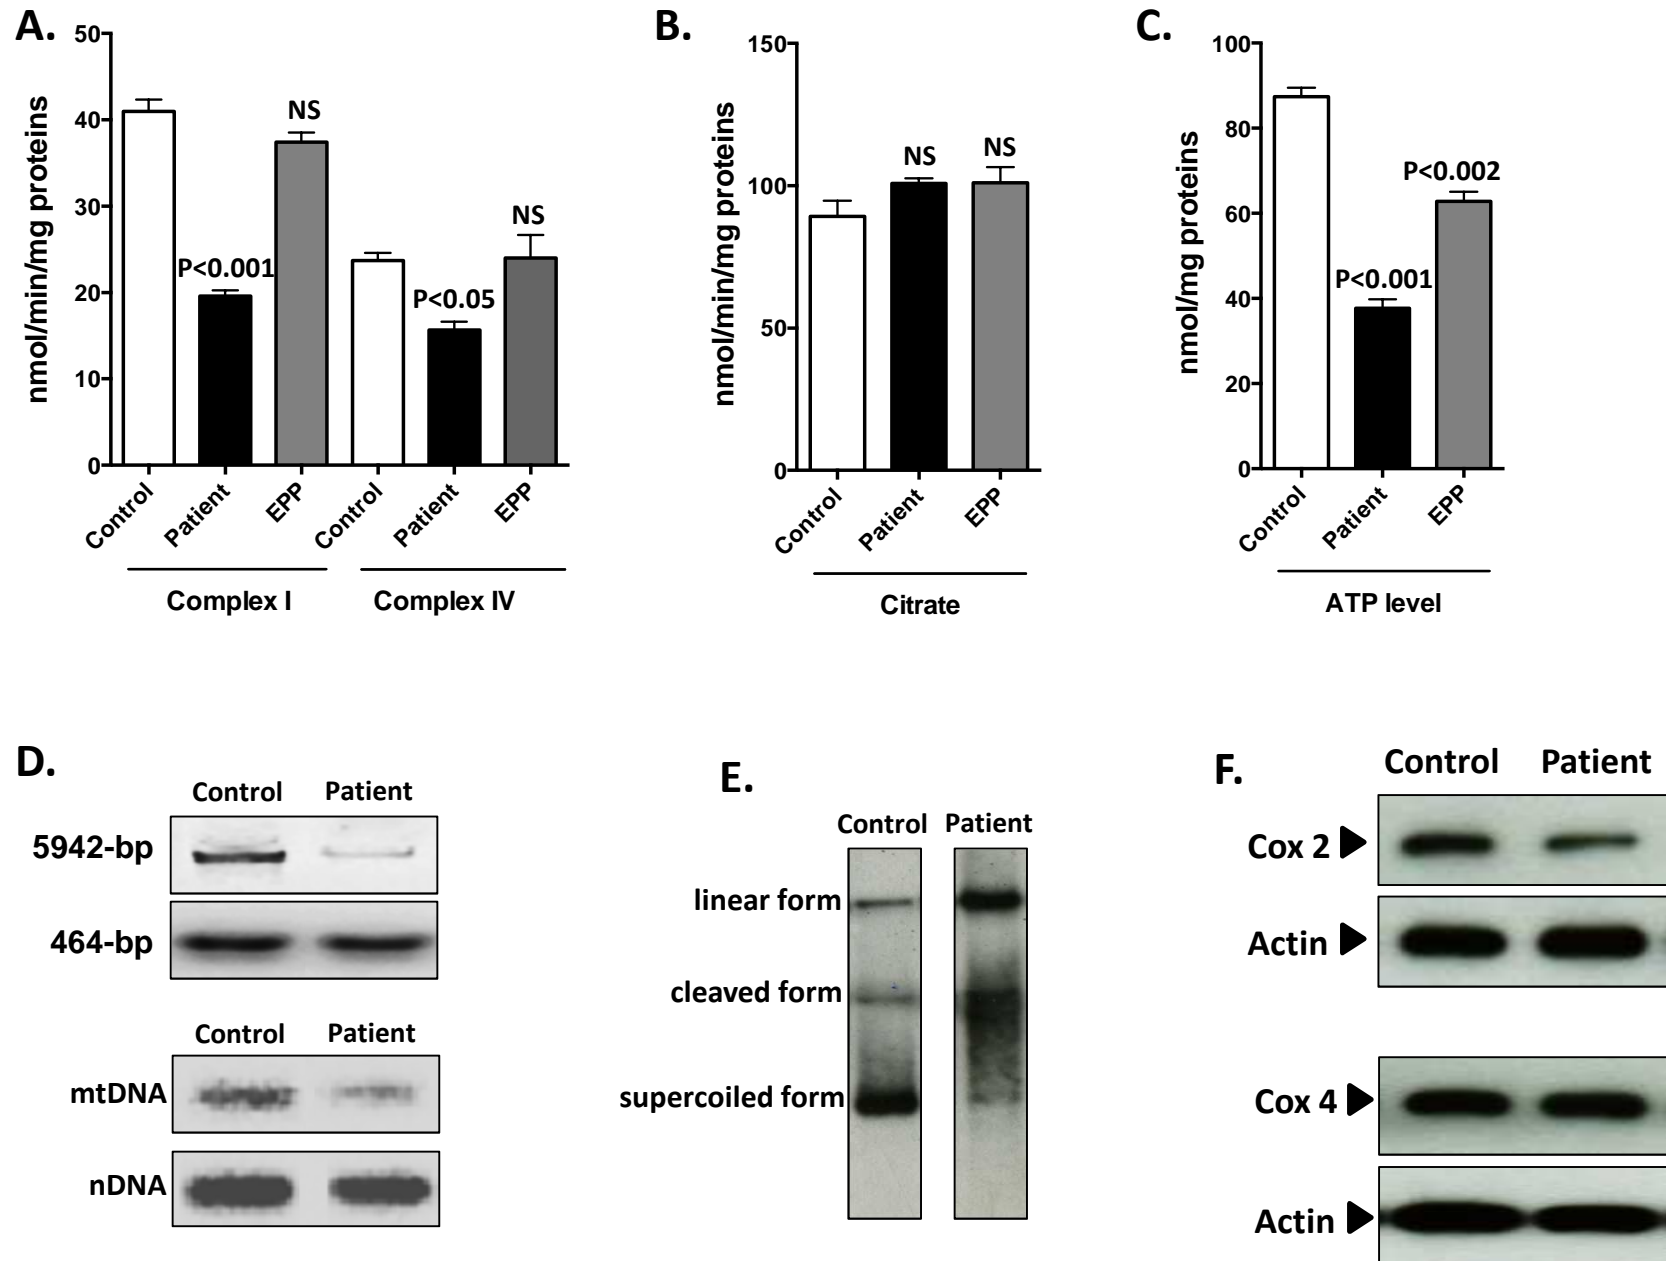 A.
50
40
30
20
10
0
nmol/min/mg proteins
P<0.001
NS
P<0.05
NS
Control
Patient
EPP
Control
Patient
EPP
Complex I
Complex IV
B.
150
100
50
0
nmol/min/mg proteins
NS
NS
Control
Patient
EPP
Citrate
C.
100
80
60
40
20
0
nmol/mg proteins
P<0.001
P<0.002
Control
Patient
EPP
ATP level
D.
Control Patient
5942-bp
464-bp
Control Patient
mtDNA
nDNA
E.
Control Patient
linear form
cleaved form
supercoiled form
F.
Control Patient
Cox 2
Actin
Cox 4
Actin